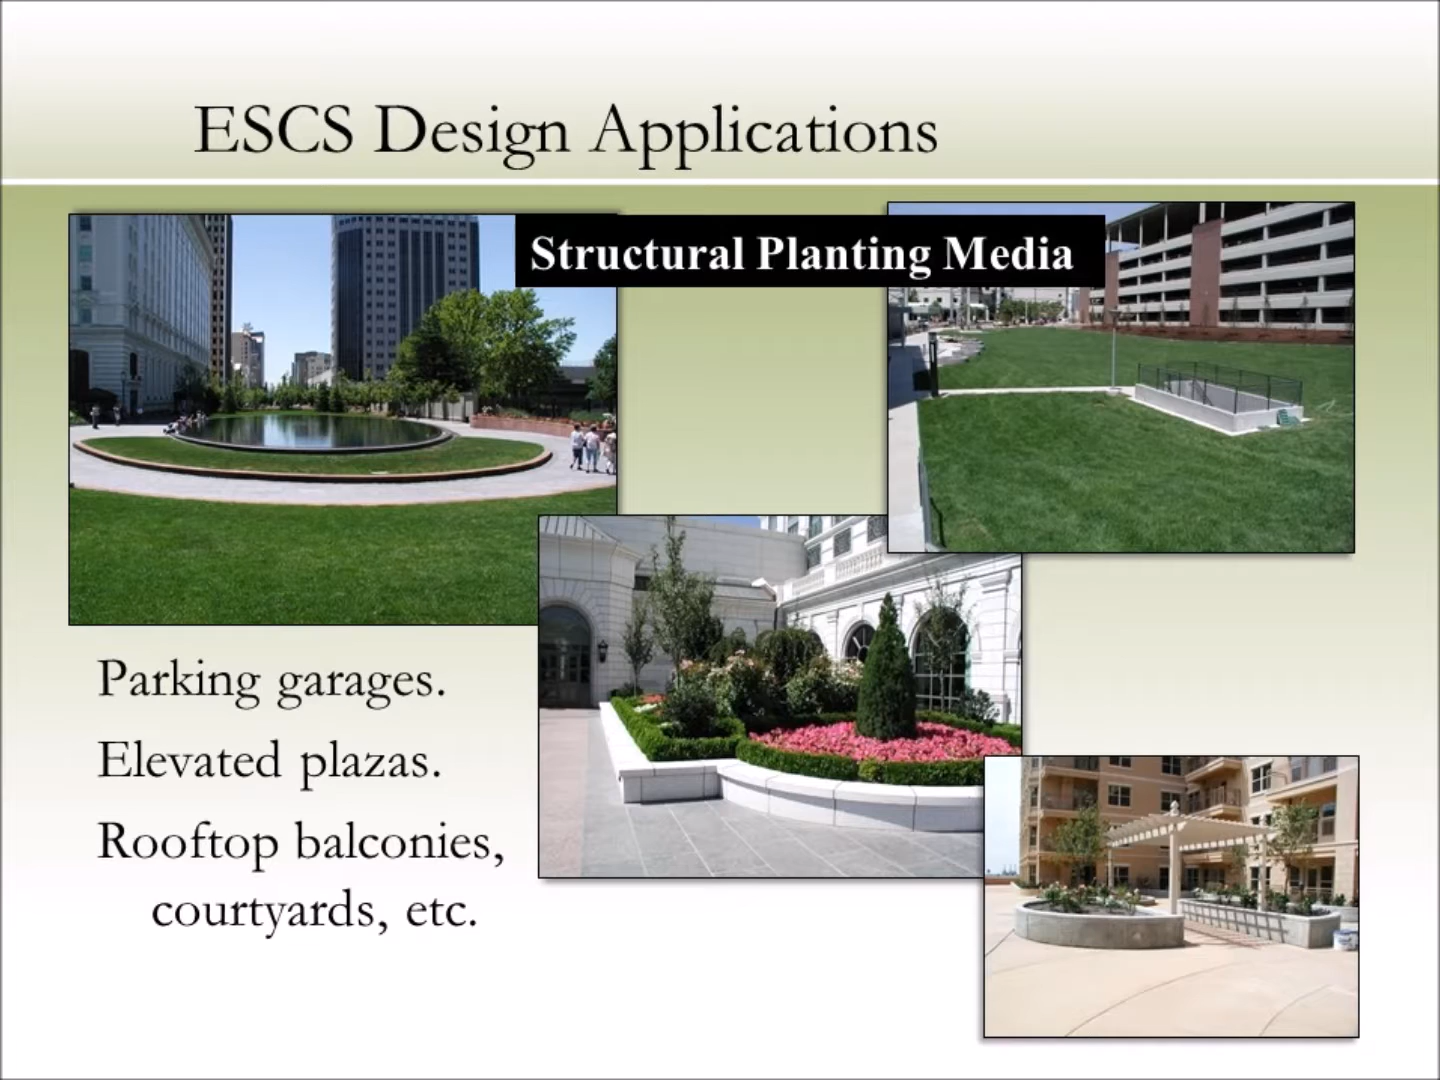 ESCS Design Applications
Structural Planting Media
Parking garages.
Elevated plazas.
Rooftop balconies,
courtyards, etc.